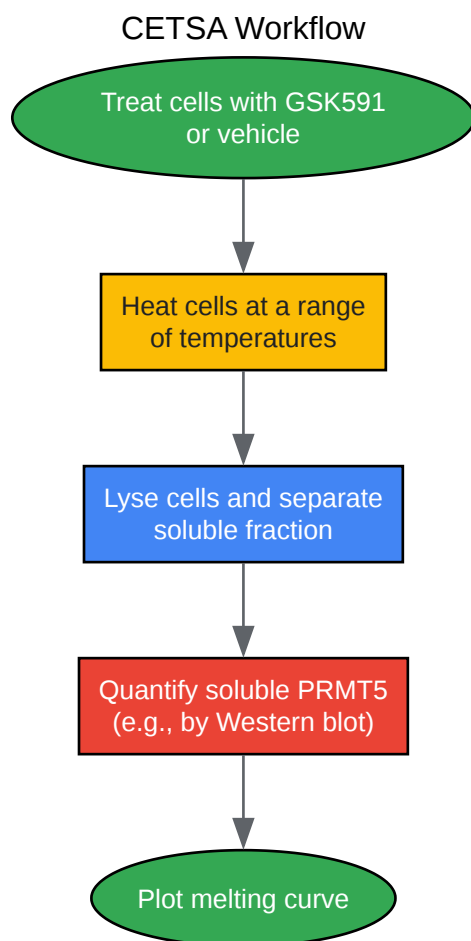 CETSA Workflow
Treat cells with GSK591
or vehicle
Heat cells at a range
of temperatures
Lyse cells and separate
soluble fraction
Quantify soluble PRMT5
(e.g., by Western blot)
Plot melting curve